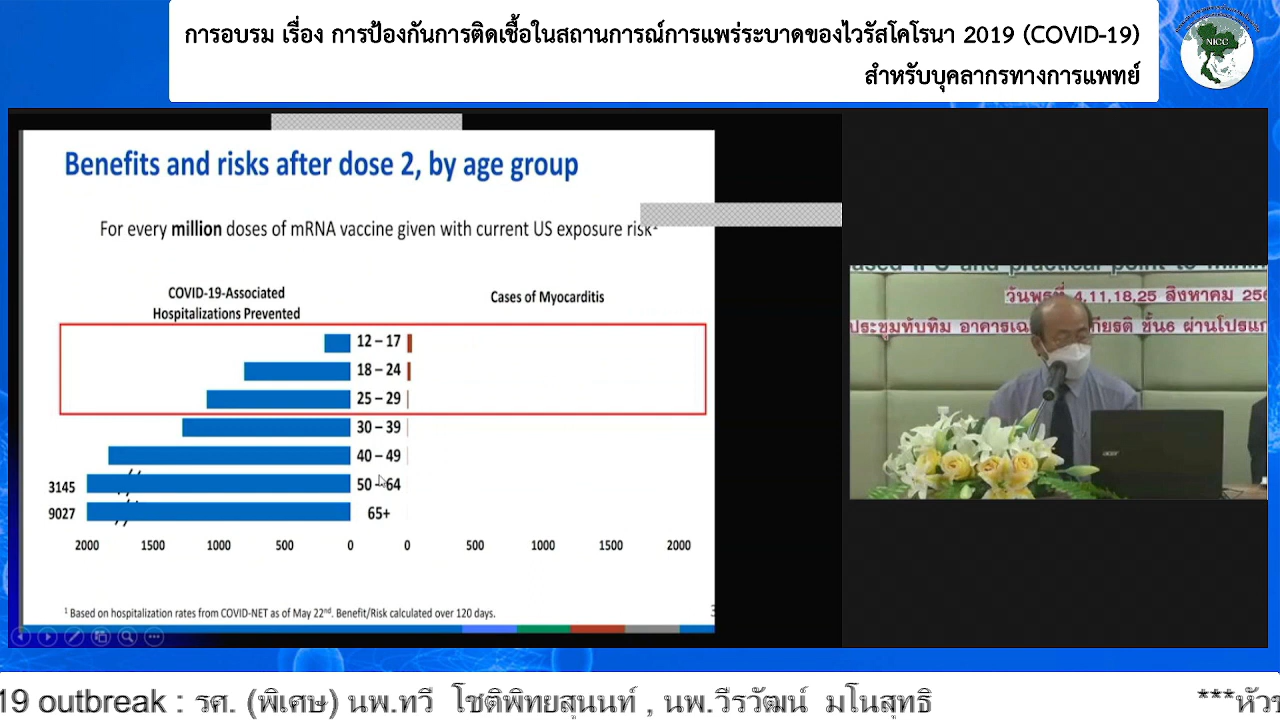 การอบรม เรื่อง การป้องกันการติดเชื้อในสถานการณ์การแพร่ระบาดของไวรัสโคโรนา 2019 (COVID-19)
สำหรับบุคลากรทางการแพทย์
NICC
Benefits and risks after dose 2, by age group
For every million doses of mRNA vaccine given with current US exposure risk¹
COVID-19-Associated
Hospitalizations Prevented
Cases of Myocarditis
12 – 17
18 – 24
25 – 29
30 – 39
40 – 49
3145 50 – 64
9027 65+
2000 1500 1000 500 0 0 500 1000 1500 2000
¹ Based on hospitalization rates from COVID-NET as of May 22nd. Benefit/Risk calculated over 120 days.
and practical point to
วันพุธที่ 4,11,18,25 สิงหาคม
ประชุมทับทิม อาคาร ชั้น6 ผ่าน
acer
19 outbreak : รศ. (พิเศษ) นพ.ทวี โชติพิทยสุนนท์ , นพ.วีรวัฒน์ มโนสุทธิ ***หัว